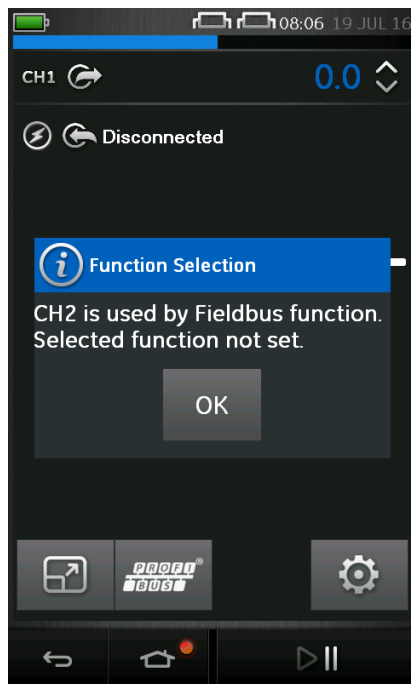 08:06 19 JUL 16
CH1 0.0
Disconnected
Function Selection
CH2 is used by Fieldbus function.
Selected function not set.
OK
PROFI®
BUS